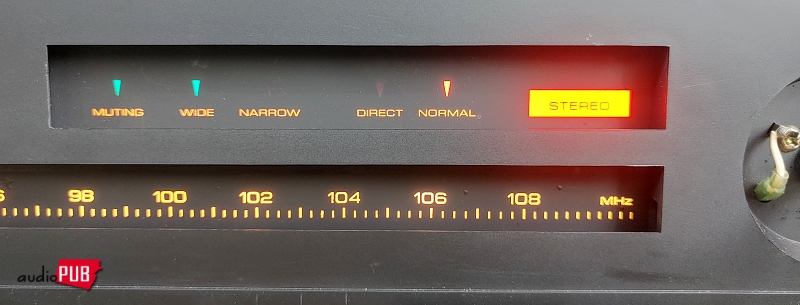 MUTING WIDE NARROW DIRECT NORMAL STEREO
98 100 102 104 106 108 MHz
audioPUB